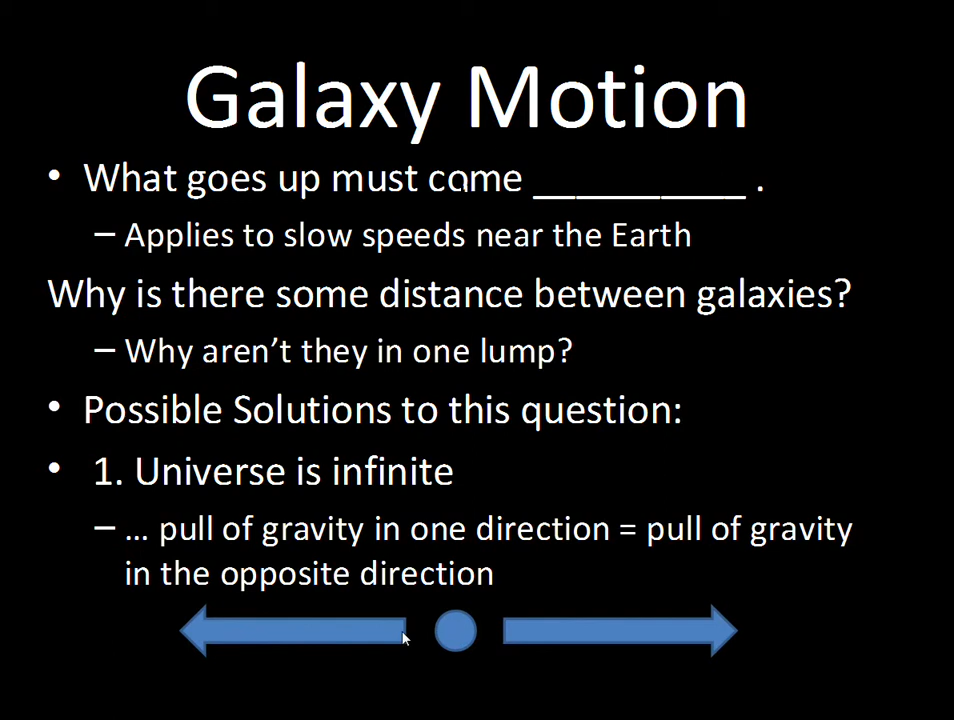 Galaxy Motion
• What goes up must come __________ .
– Applies to slow speeds near the Earth
Why is there some distance between galaxies?
– Why aren’t they in one lump?
• Possible Solutions to this question:
• 1. Universe is infinite
– … pull of gravity in one direction = pull of gravity
in the opposite direction